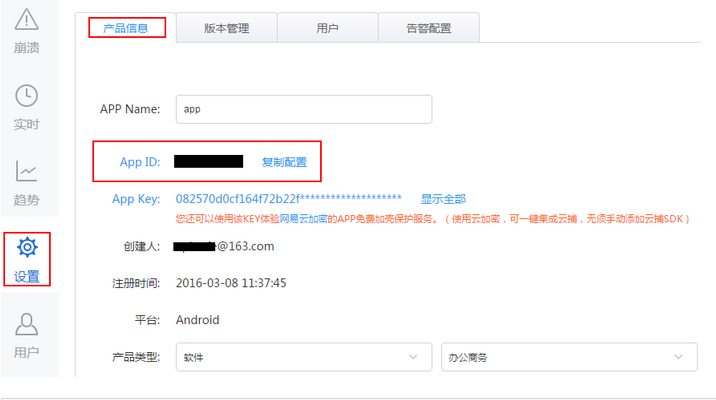 产品信息 版本管理 用户 告警配置
崩溃
实时
趋势
设置
用户
APP Name: app
App ID: 复制配置
App Key: 082570d0cf164f72b22f******************** 显示全部
您还可以使用该KEY体验网易云加密的APP免费加壳保护服务。（使用云加密，可一键集成云捕，无须手动添加云捕SDK）
创建人: @163.com
注册时间: 2016-03-08 11:37:45
平台: Android
产品类型: 软件 办公商务